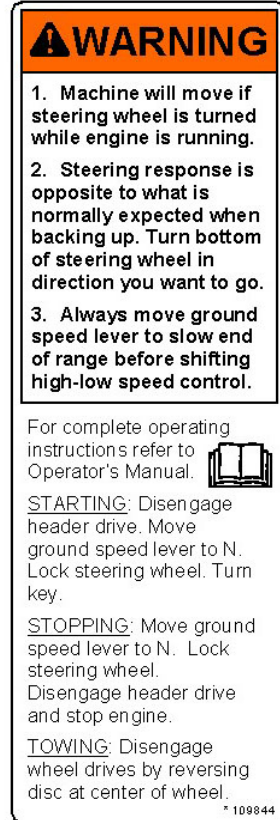 WARNING
1. Machine will move if
steering wheel is turned
while engine is running.
2. Steering response is
opposite to what is
normally expected when
backing up. Turn bottom
of steering wheel in
direction you want to go.
3. Always move ground
speed lever to slow end
of range before shifting
high-low speed control.
For complete operating
instructions refer to
Operator's Manual.
STARTING: Disengage
header drive. Move
ground speed lever to N.
Lock steering wheel. Turn
key.
STOPPING: Move ground
speed lever to N. Lock
steering wheel.
Disengage header drive
and stop engine.
TOWING: Disengage
wheel drives by reversing
disc at center of wheel.
* 109844